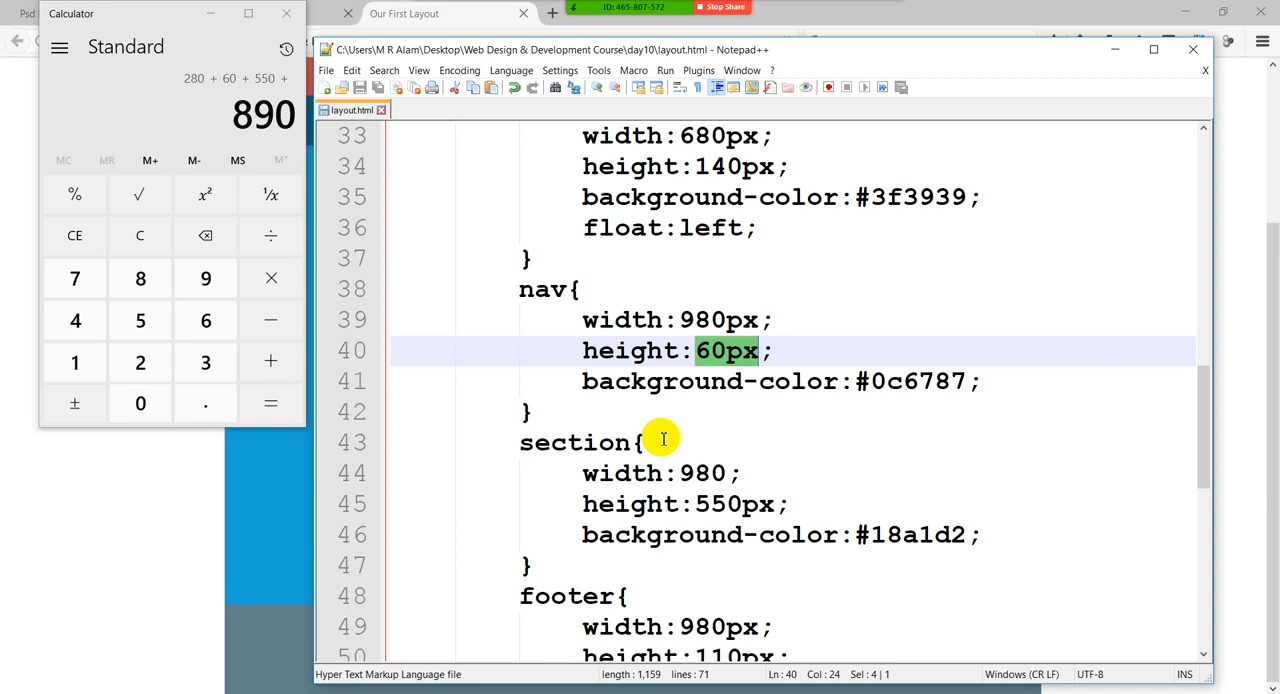 Calculator
Standard
280 + 60 + 550 +
890
MC MR M+ M- MS
% √ x² ¹/x
CE C ÷
7 8 9 ×
4 5 6 −
1 2 3 +
± 0 . =
Psd
Our First Layout
ID: 465-807-572
Stop Share
C:\Users\M R Alam\Desktop\Web Design & Development Course\day10\layout.html - Notepad++
File Edit Search View Encoding Language Settings Tools Macro Run Plugins Window ? X
layout.html
33 width:680px;
34 height:140px;
35 background-color:#3f3939;
36 float:left;
37 }
38 nav{
39 width:980px;
40 height:60px;
41 background-color:#0c6787;
42 }
43 section{
44 width:980;
45 height:550px;
46 background-color:#18a1d2;
47 }
48 footer{
49 width:980px;
50 height:110px;
Hyper Text Markup Language file length : 1,159 lines : 71 Ln : 40 Col : 24 Sel : 4 | 1 Windows (CR LF) UTF-8 INS